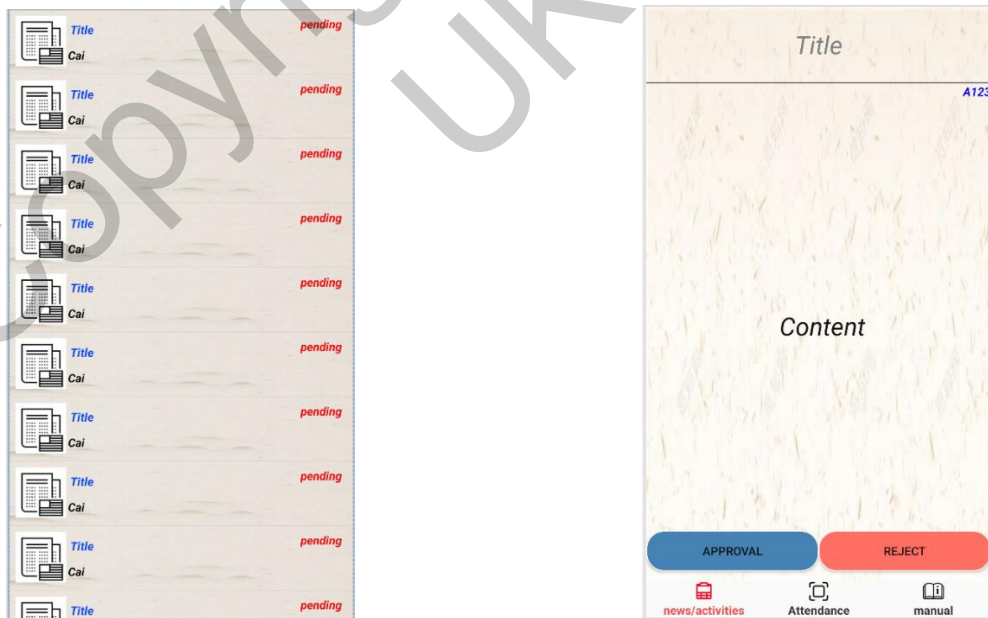 Title
pending
Cai
Title
pending
Cai
Title
pending
Cai
Title
pending
Cai
Title
pending
Cai
Title
pending
Cai
Title
pending
Cai
Title
pending
Cai
Title
pending
Cai
Title
pending
Title
A123
Content
APPROVAL
REJECT
news/activities
Attendance
manual